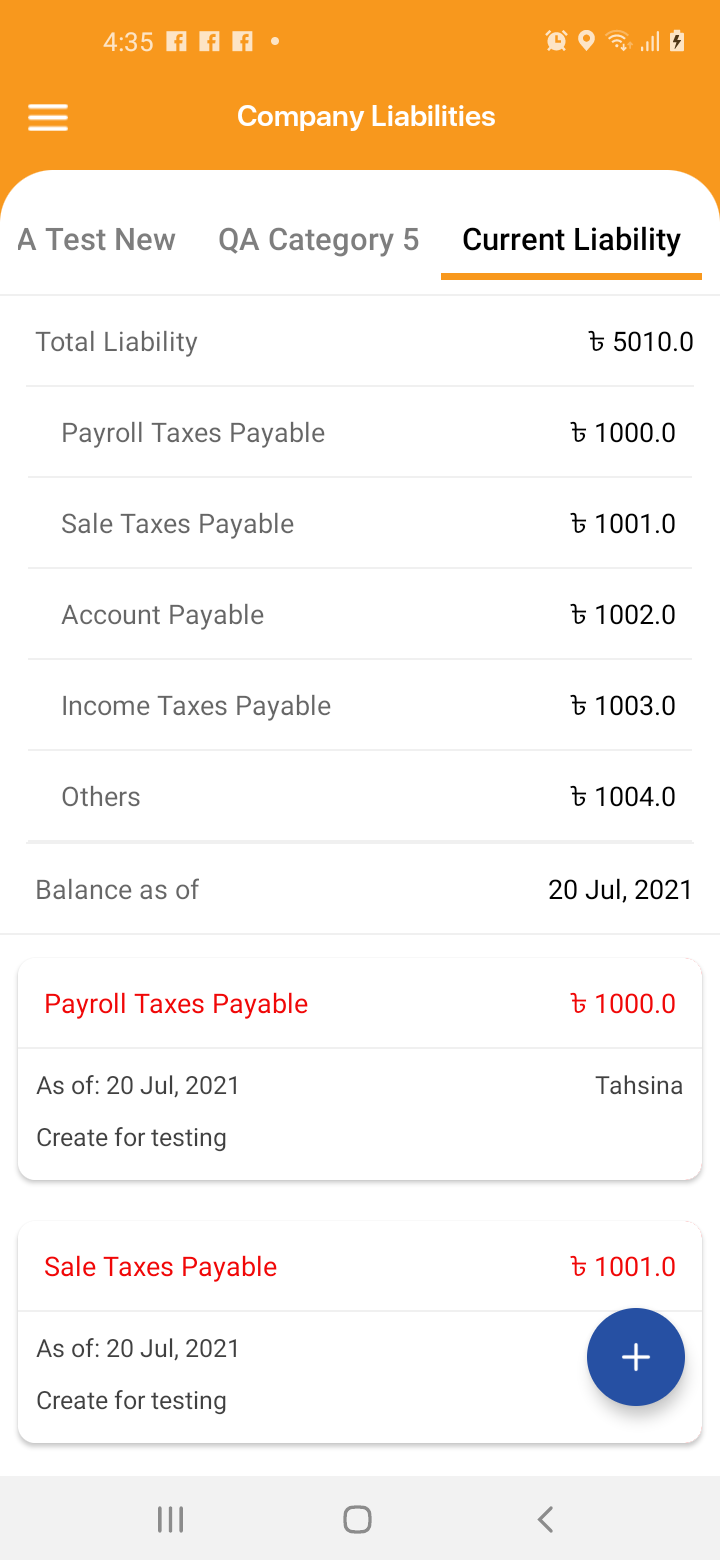 4:35
Company Liabilities
A Test New QA Category 5 Current Liability
Total Liability ৳ 5010.0
Payroll Taxes Payable ৳ 1000.0
Sale Taxes Payable ৳ 1001.0
Account Payable ৳ 1002.0
Income Taxes Payable ৳ 1003.0
Others ৳ 1004.0
Balance as of 20 Jul, 2021
Payroll Taxes Payable ৳ 1000.0
As of: 20 Jul, 2021 Tahsina
Create for testing
Sale Taxes Payable ৳ 1001.0
As of: 20 Jul, 2021
Create for testing